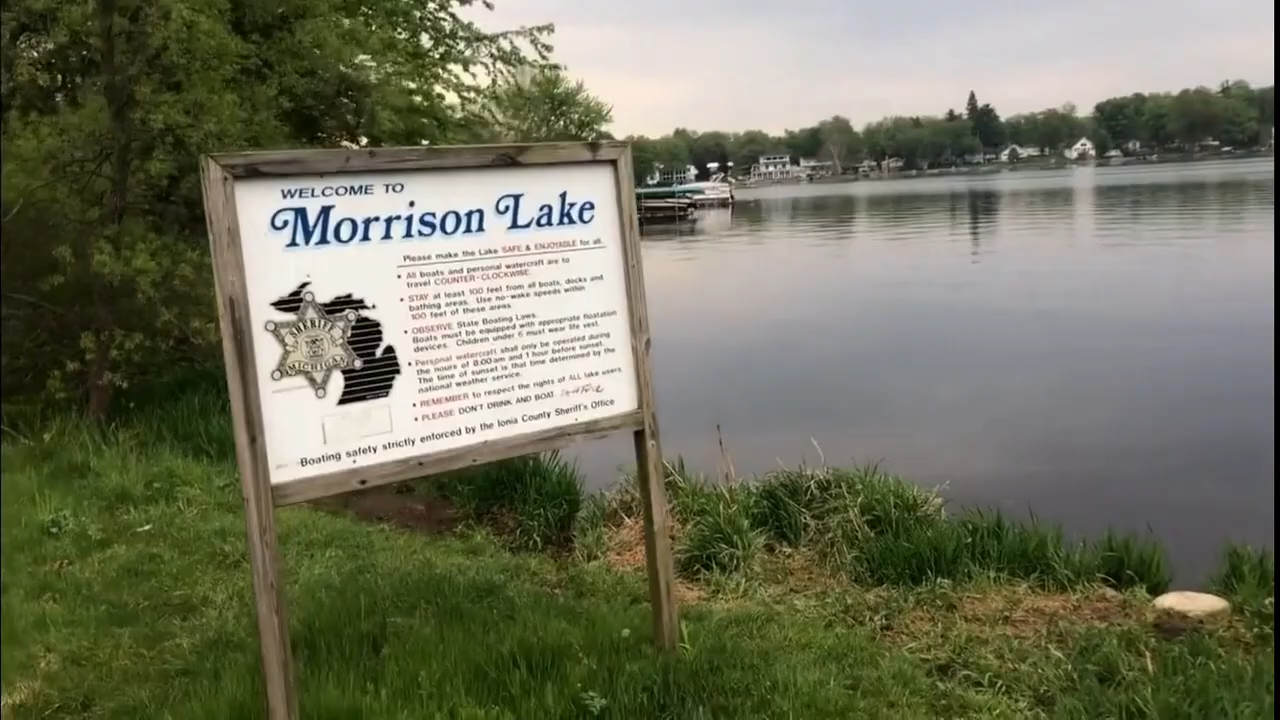 WELCOME TO
Morrison Lake
Please make the Lake SAFE & ENJOYABLE for all.
• All boats and personal watercraft are to
travel COUNTER-CLOCKWISE.
• STAY at least 100 feet from all boats, docks and
bathing areas. Use no-wake speeds within
100 feet of these areas.
• OBSERVE State Boating Laws.
Boats must be equipped with appropriate floatation
devices. Children under 6 must wear life vest.
• Personal watercraft shall only be operated during
the hours of 8:00am and 1 hour before sunset.
The time of sunset is that time determined by the
national weather service.
• REMEMBER to respect the rights of ALL lake users.
• PLEASE DON'T DRINK AND BOAT.
SHERIFF
MICHIGAN
Boating safety strictly enforced by the Ionia County Sheriff's Office